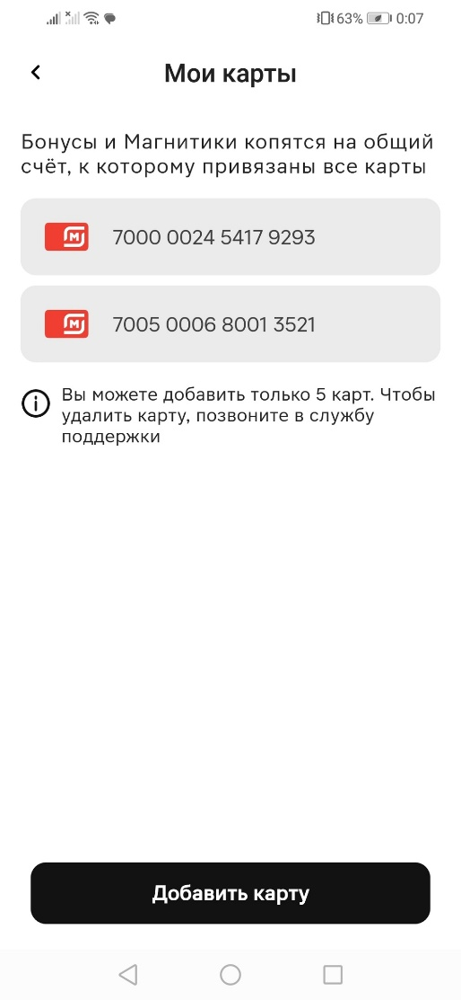 63% 0:07
Мои карты
Бонусы и Магнитики копятся на общий
счёт, к которому привязаны все карты
М 7000 0024 5417 9293
М 7005 0006 8001 3521
Вы можете добавить только 5 карт. Чтобы
удалить карту, позвоните в службу
поддержки
Добавить карту